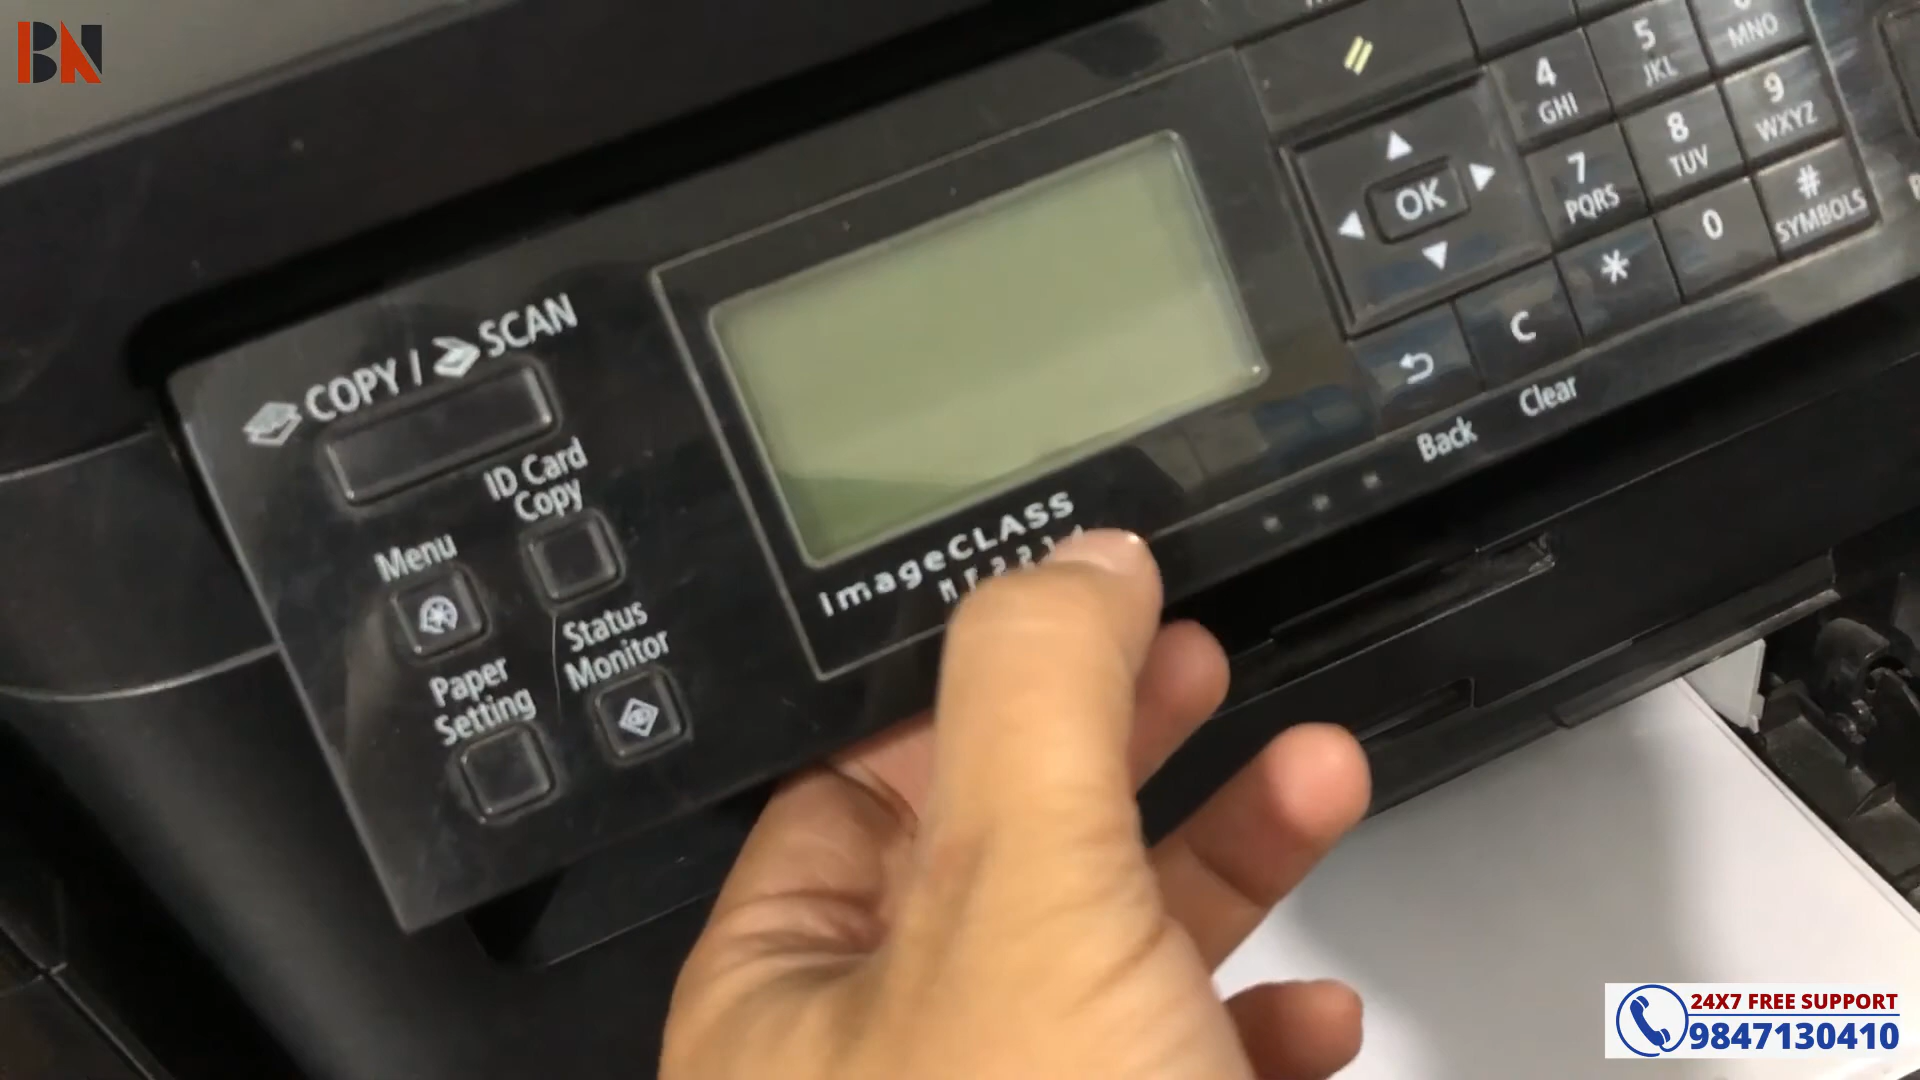 BN
COPY / SCAN
ID Card
Copy
Menu
Status
Monitor
Paper
Setting
imageCLASS
OK
4
GHI
5
JKL
MNO
7
PQRS
8
TUV
9
WXYZ
*
0
#
SYMBOLS
C
Back
Clear
24X7 FREE SUPPORT
9847130410